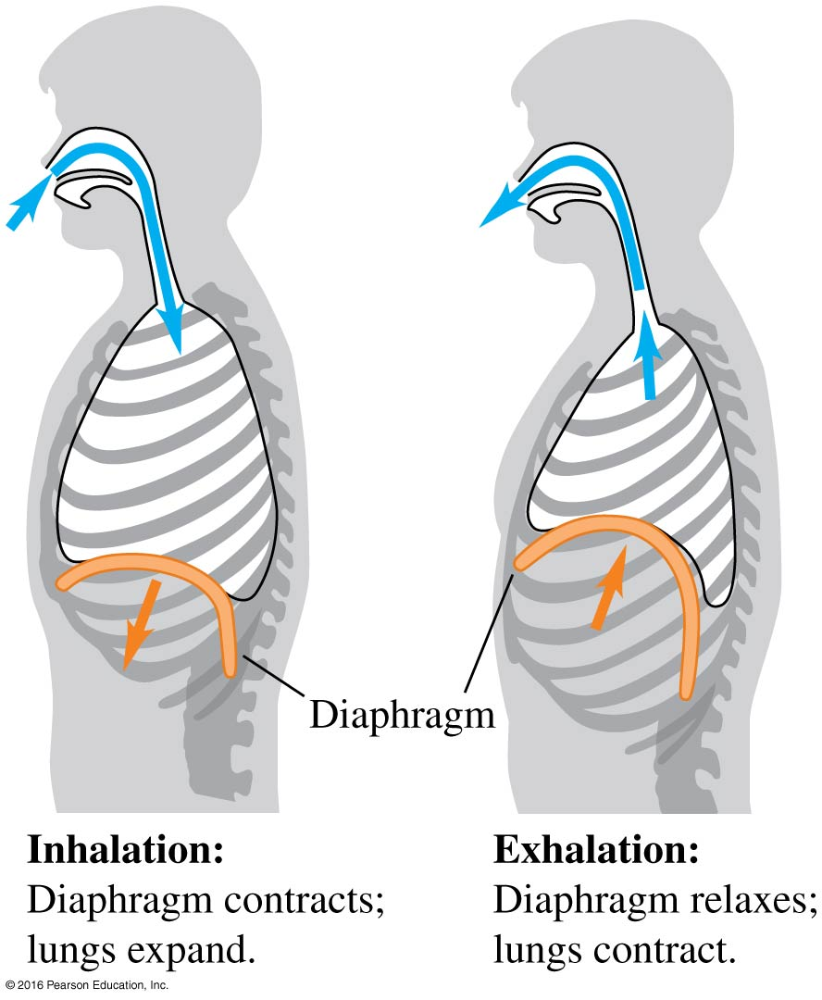 Diaphragm
Inhalation:
Diaphragm contracts;
lungs expand.
Exhalation:
Diaphragm relaxes;
lungs contract.
© 2016 Pearson Education, Inc.